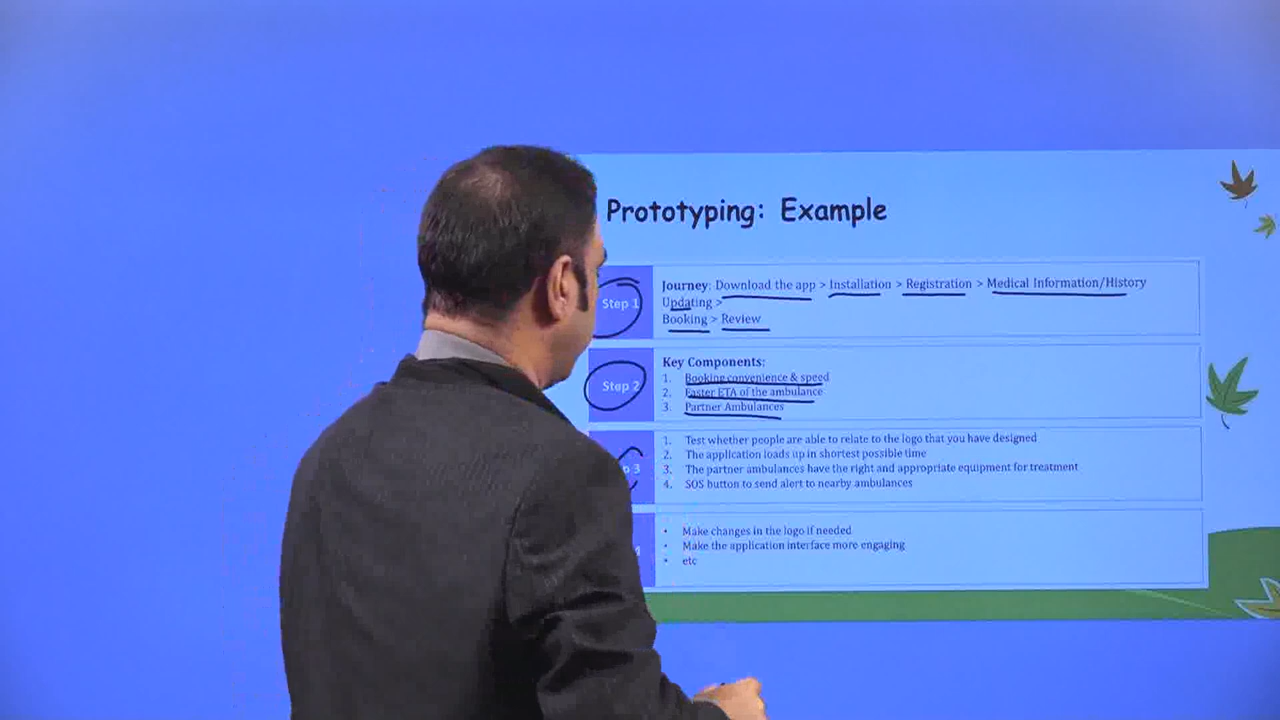 Prototyping: Example
Step 1
Journey: Download the app > Installation > Registration > Medical Information/History
Updating >
Booking > Review
Step 2
Key Components:
1. Booking convenience & speed
2. Faster ETA of the ambulance
3. Partner Ambulances
p 3
1. Test whether people are able to relate to the logo that you have designed
2. The application loads up in shortest possible time
3. The partner ambulances have the right and appropriate equipment for treatment
4. SOS button to send alert to nearby ambulances
4
• Make changes in the logo if needed
• Make the application interface more engaging
• etc